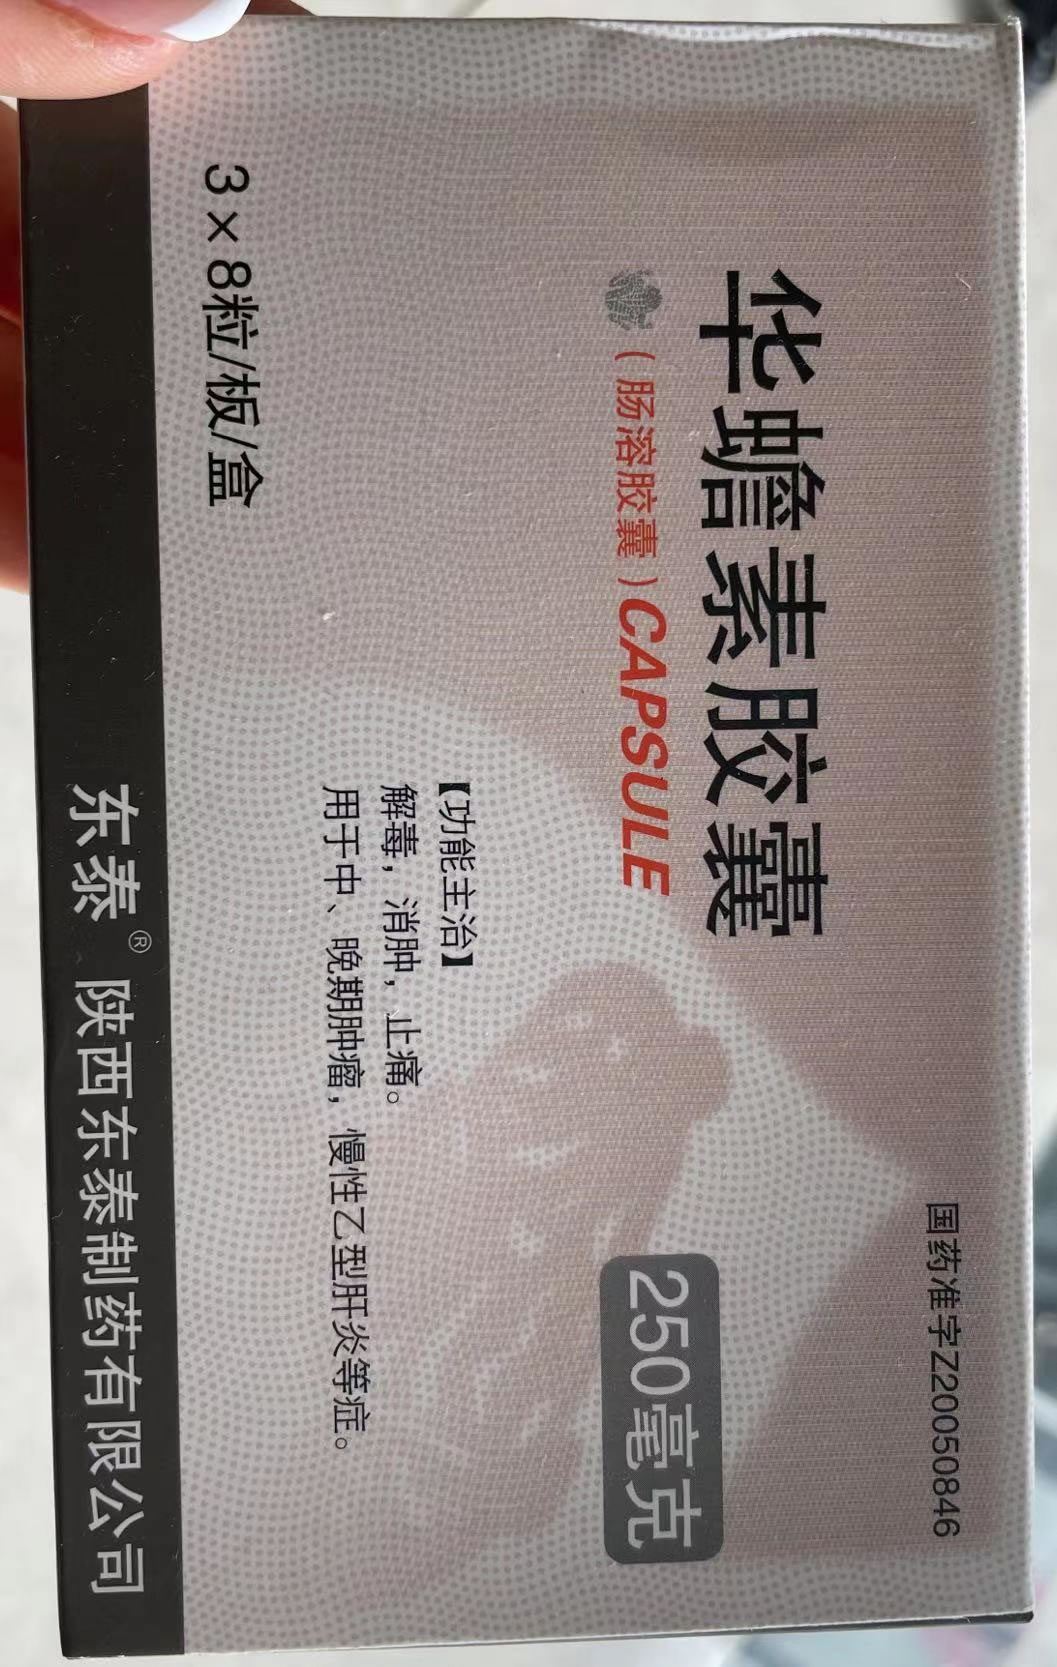 国药准字Z20050846
华蟾素胶囊
(肠溶胶囊)CAPSULE
250毫克
【功能主治】
解毒，消肿，止痛。
用于中、晚期肿瘤，慢性乙型肝炎等症。
3×8粒/板/盒
东泰® 陕西东泰制药有限公司